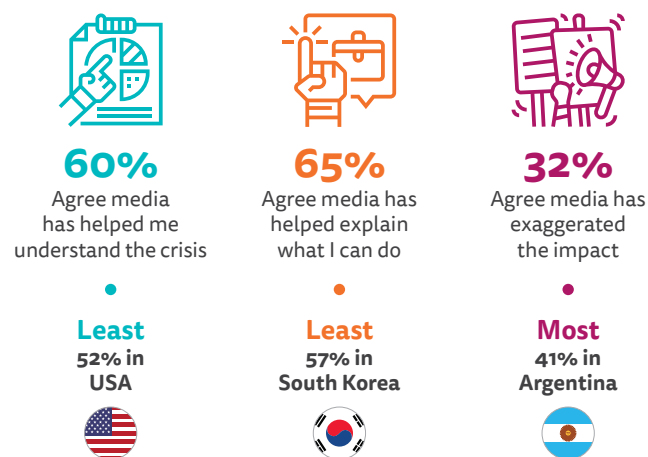 60%
Agree media
has helped me
understand the crisis
Least
52% in
USA
65%
Agree media has
helped explain
what I can do
Least
57% in
South Korea
32%
Agree media has
exaggerated
the impact
Most
41% in
Argentina